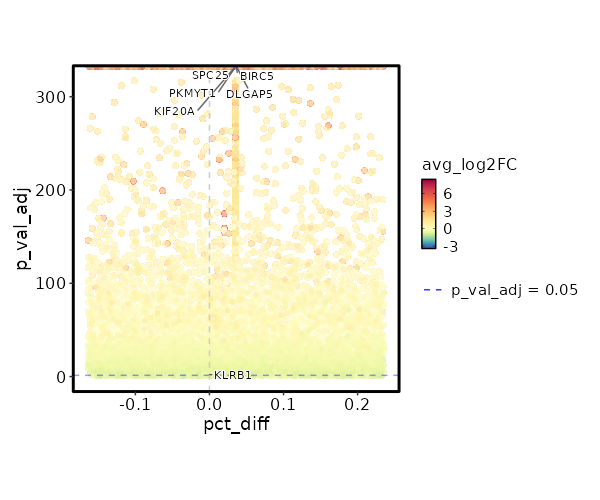 SPC25
BIRC5
PKMYT1
DLGAP5
KIF20A
KLRB1
300
200
100
0
p_val_adj
-0.1
0.0
0.1
0.2
pct_diff
avg_log2FC
6
3
0
-3
p_val_adj = 0.05